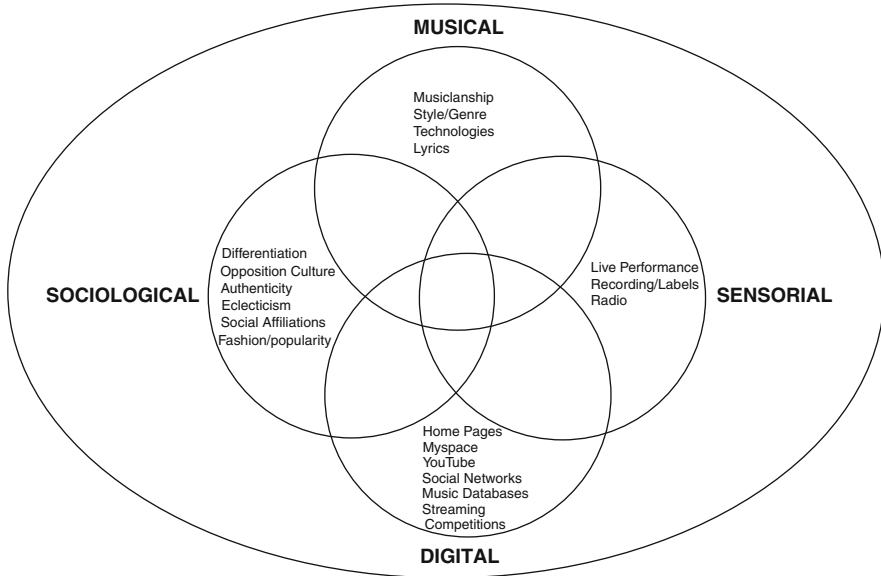 MUSICAL
Musiclanship
Style/Genre
Technologies
Lyrics
SOCIOLOGICAL
Differentiation
Opposition Culture
Authenticity
Eclecticism
Social Affiliations
Fashion/popularity
Live Performance
Recording/Labels
Radio
SENSORIAL
Home Pages
Myspace
YouTube
Social Networks
Music Databases
Streaming
Competitions
DIGITAL